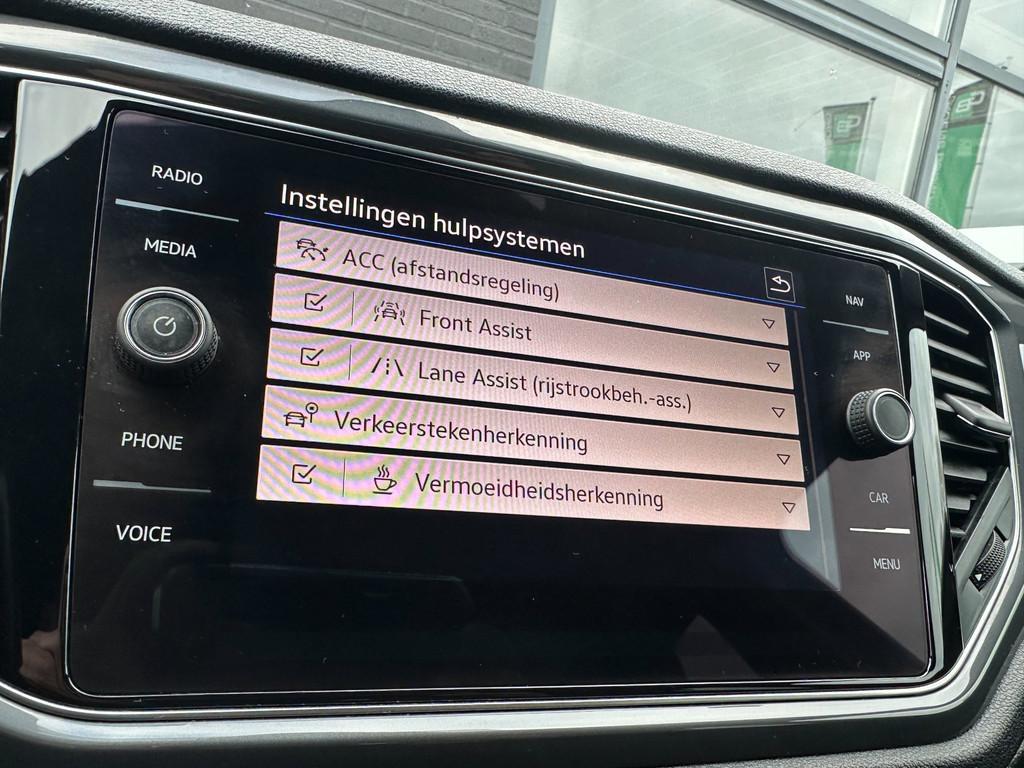 RADIO
MEDIA
PHONE
VOICE
Instellingen hulpsystemen
ACC (afstandsregeling)
Front Assist
Lane Assist (rijstrookbeh.-ass.)
Verkeerstekenherkenning
Vermoeidheidsherkenning
NAV
APP
CAR
MENU